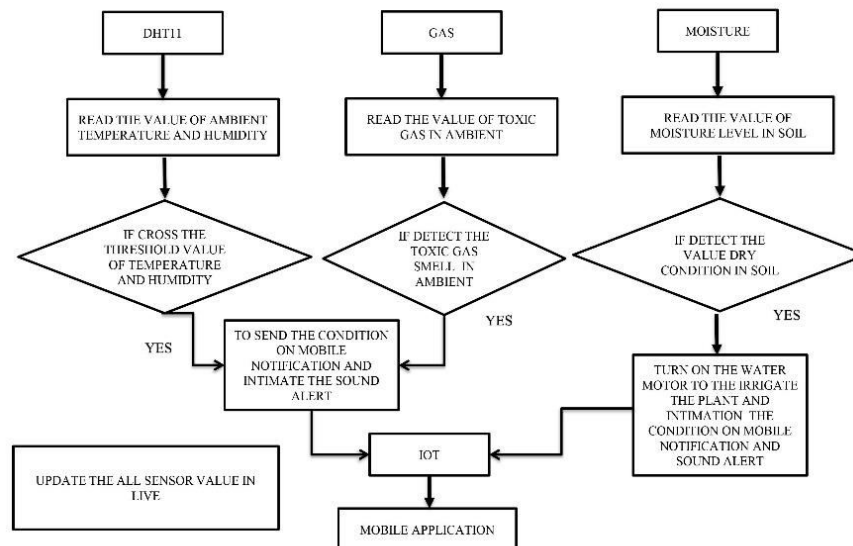 DHT11
GAS
MOISTURE
READ THE VALUE OF AMBIENT
TEMPERATURE AND HUMIDITY
READ THE VALUE OF TOXIC
GAS IN AMBIENT
READ THE VALUE OF
MOISTURE LEVEL IN SOIL
IF CROSS THE
THRESHOLD VALUE
OF TEMPERATURE
AND HUMIDITY
IF DETECT THE
TOXIC GAS
SMELL IN
AMBIENT
IF DETECT THE
VALUE DRY
CONDITION IN SOIL
YES
YES
YES
TO SEND THE CONDITION
ON MOBILE
NOTIFICATION AND
INTIMATE THE SOUND
ALERT
TURN ON THE WATER
MOTOR TO THE IRRIGATE
THE PLANT AND
INTIMATION THE
CONDITION ON MOBILE
NOTIFICATION AND
SOUND ALERT
IOT
UPDATE THE ALL SENSOR VALUE IN
LIVE
MOBILE APPLICATION